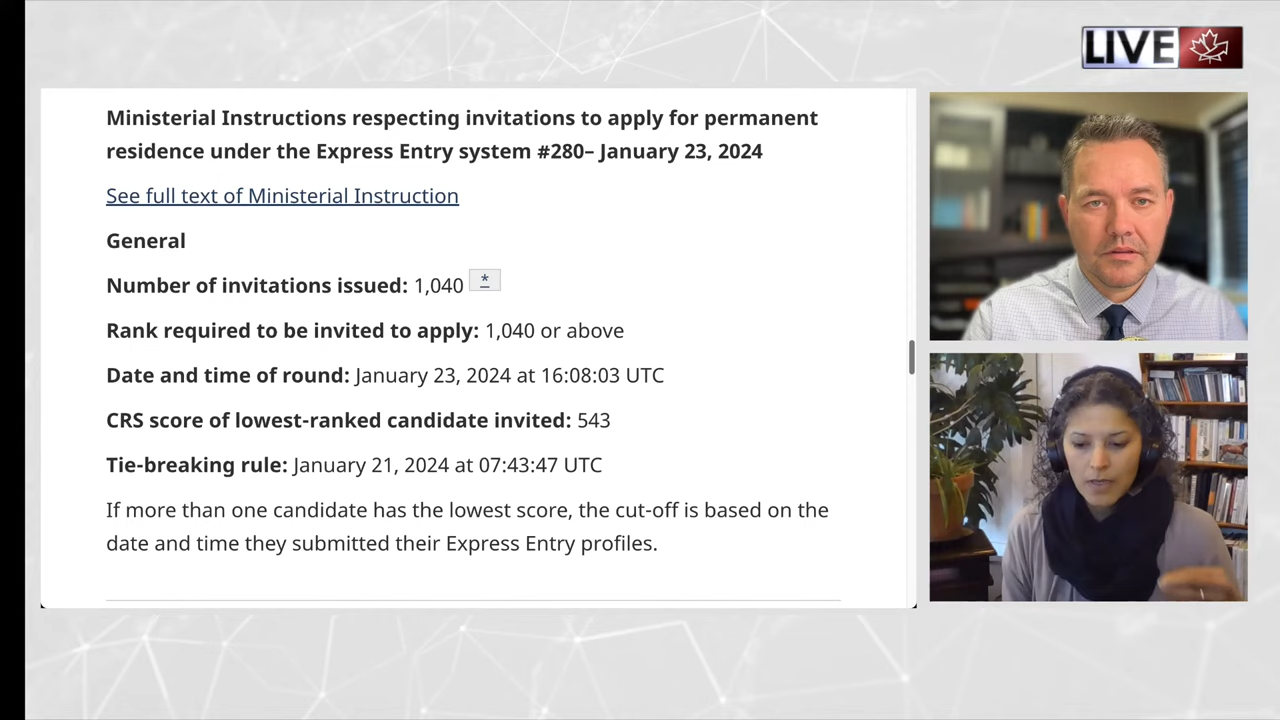 LIVE
Ministerial Instructions respecting invitations to apply for permanent
residence under the Express Entry system #280– January 23, 2024
See full text of Ministerial Instruction
General
Number of invitations issued: 1,040 *
Rank required to be invited to apply: 1,040 or above
Date and time of round: January 23, 2024 at 16:08:03 UTC
CRS score of lowest-ranked candidate invited: 543
Tie-breaking rule: January 21, 2024 at 07:43:47 UTC
If more than one candidate has the lowest score, the cut-off is based on the
date and time they submitted their Express Entry profiles.